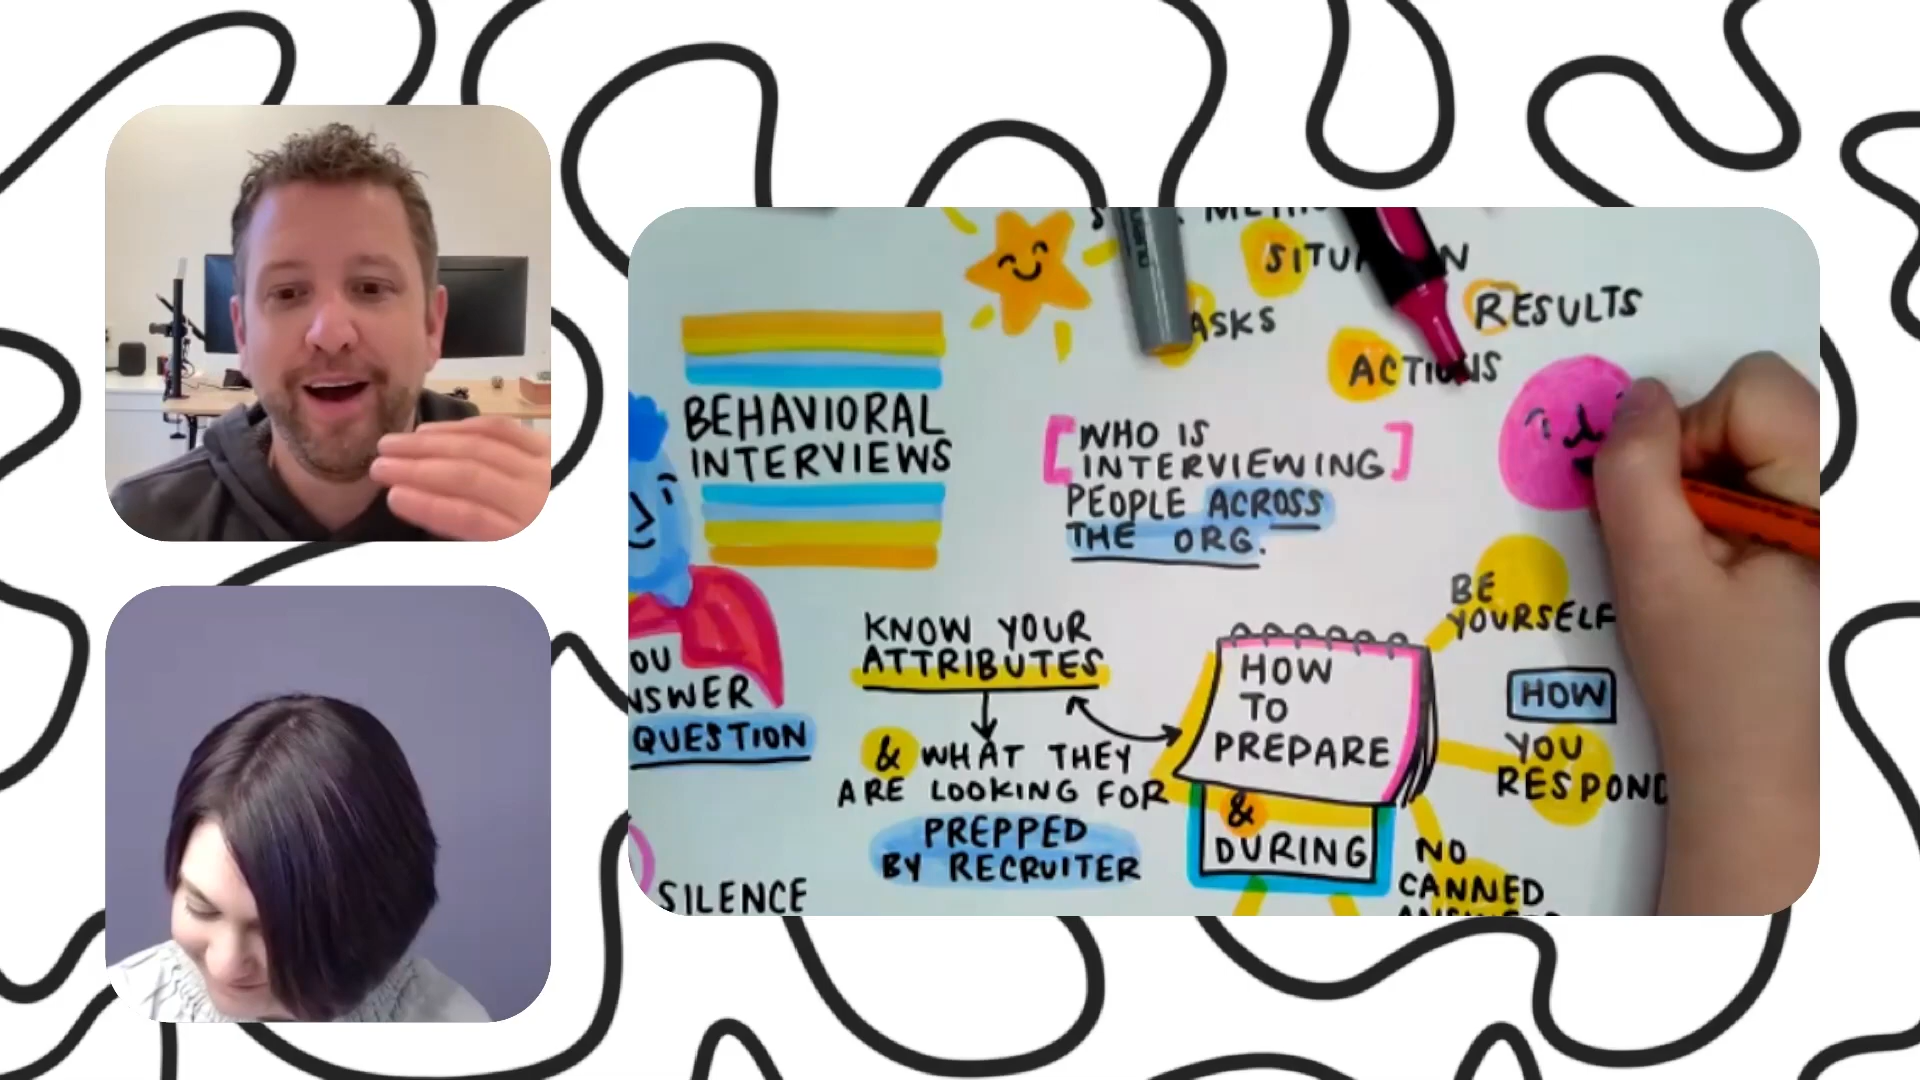 SITU
N
ASKS
RESULTS
ACTIONS
BEHAVIORAL
INTERVIEWS
WHO IS
INTERVIEWING
PEOPLE ACROSS
THE ORG.
KNOW YOUR
ATTRIBUTES
& WHAT THEY
ARE LOOKING FOR
PREPPED
BY RECRUITER
OU
NSWER
QUESTION
SILENCE
HOW
TO
PREPARE
&
DURING
BE
YOURSELF
HOW
YOU
RESPOND
NO
CANNED